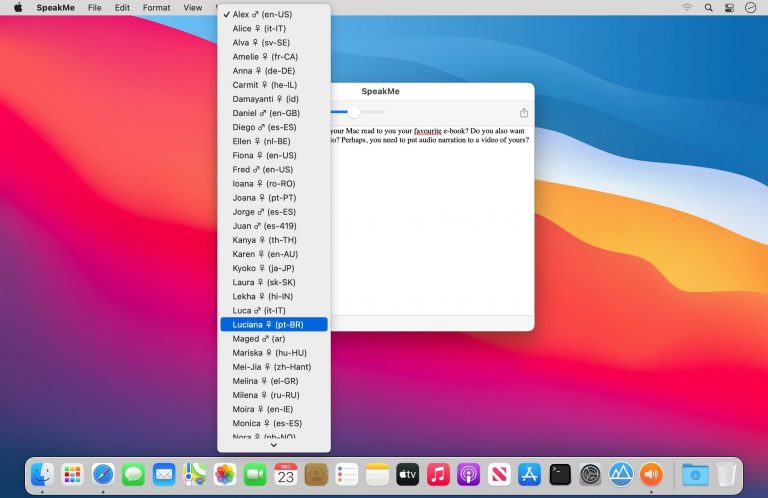 SpeakMe File Edit Format View
✓ Alex ♂ (en-US)
Alice ♀ (it-IT)
Alva ♀ (sv-SE)
Amelie ♀ (fr-CA)
Anna ♀ (de-DE)
Carmit ♀ (he-IL)
Damayanti ♀ (id)
Daniel ♂ (en-GB)
Diego ♂ (es-ES)
Ellen ♀ (nl-BE)
Fiona ♀ (en-US)
Fred ♂ (en-US)
Ioana ♀ (ro-RO)
Joana ♀ (pt-PT)
Jorge ♂ (es-ES)
Juan ♂ (es-419)
Kanya ♀ (th-TH)
Karen ♀ (en-AU)
Kyoko ♀ (ja-JP)
Laura ♀ (sk-SK)
Lekha ♀ (hi-IN)
Luca ♂ (it-IT)
Luciana ♀ (pt-BR)
Maged ♂ (ar)
Mariska ♀ (hu-HU)
Mei-Jia ♀ (zh-Hant)
Melina ♀ (el-GR)
Milena ♀ (ru-RU)
Moira ♀ (en-IE)
Monica ♀ (es-ES)
Nora ♀ (nb-NO)
SpeakMe
your Mac read to you your favourite e-book? Do you also want
io? Perhaps, you need to put audio narration to a video of yours?
DEC
23
tv